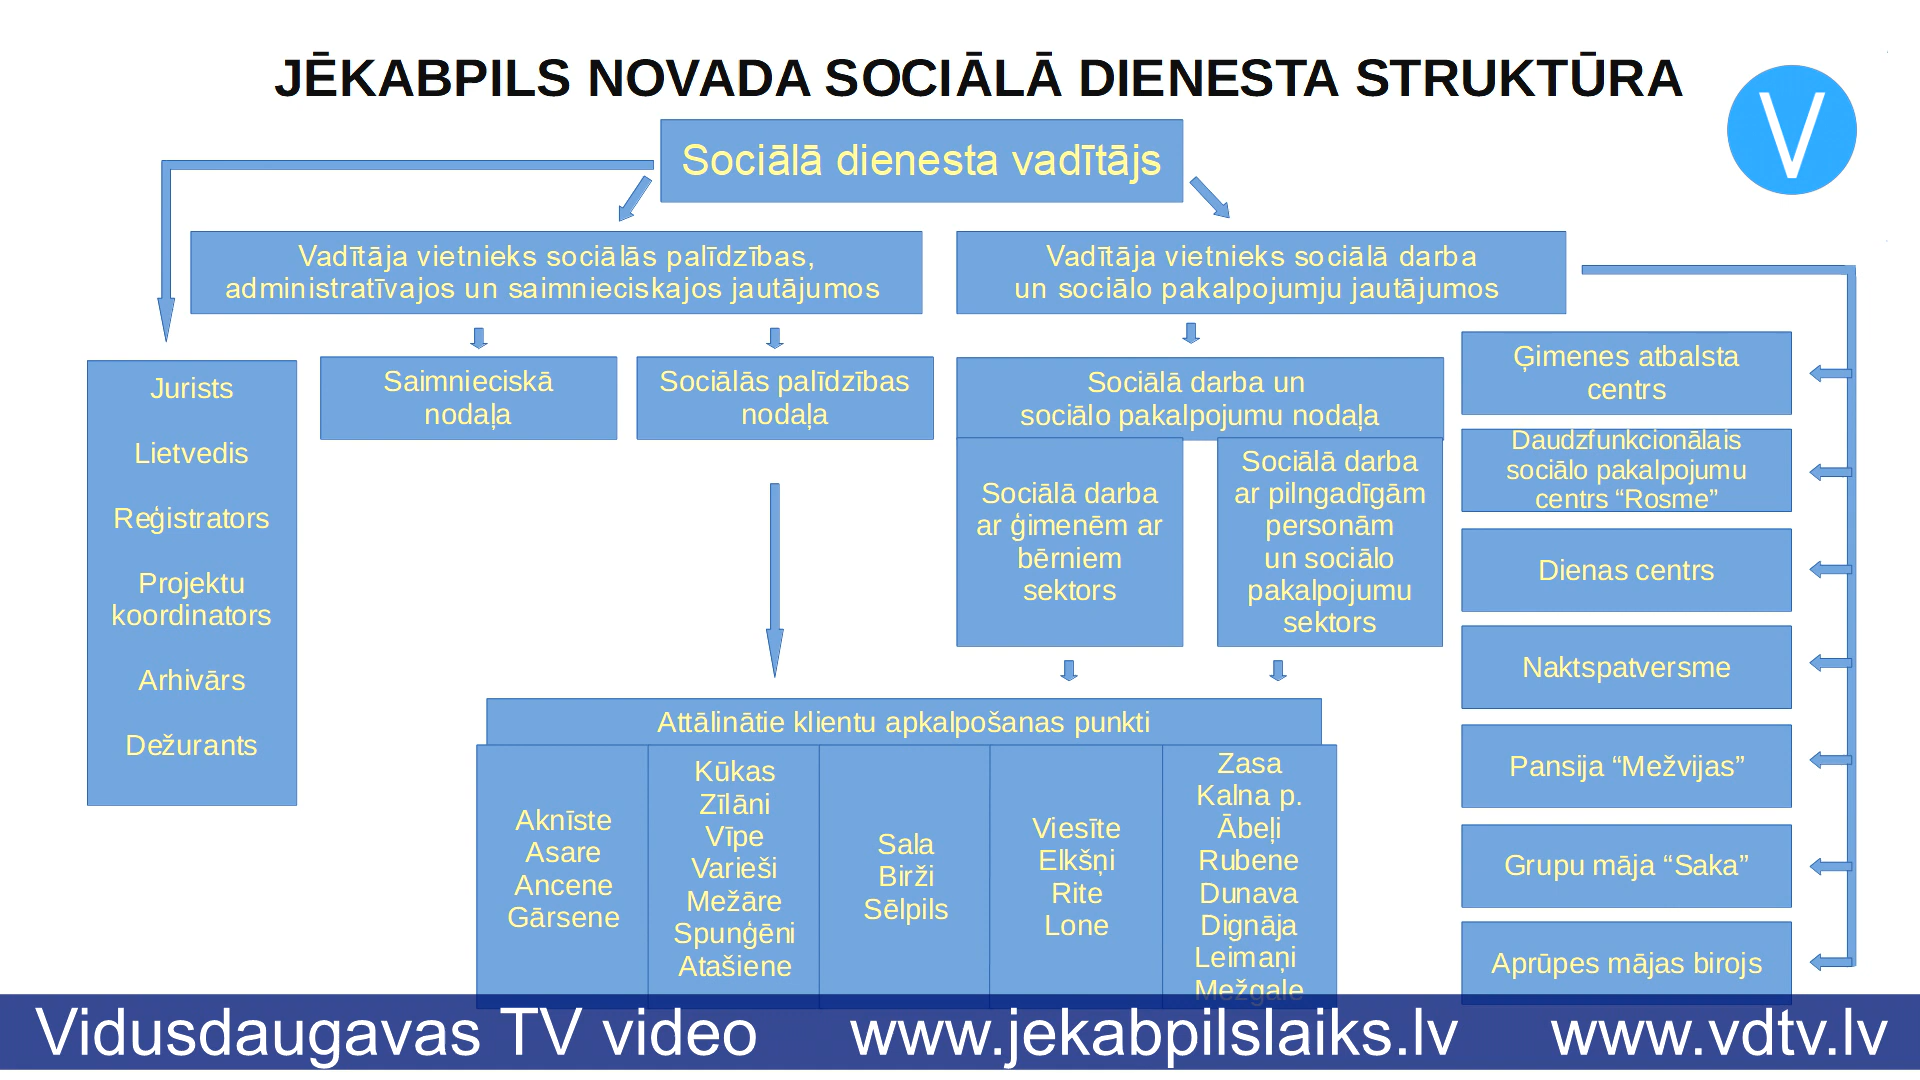 JĒKABPILS NOVADA SOCIĀLĀ DIENESTA STRUKTŪRA
V
Sociālā dienesta vadītājs
Vadītāja vietnieks sociālās palīdzības,
administratīvajos un saimnieciskajos jautājumos
Vadītāja vietnieks sociālā darba
un sociālo pakalpojumju jautājumos
Jurists
Lietvedis
Reģistrators
Projektu
koordinators
Arhivārs
Dežurants
Saimnieciskā
nodaļa
Sociālās palīdzības
nodaļa
Sociālā darba un
sociālo pakalpojumu nodaļa
Sociālā darba
ar ģimenēm ar
bērniem
sektors
Sociālā darba
ar pilngadīgām
personām
un sociālo
pakalpojumu
sektors
Ģimenes atbalsta
centrs
Daudzfunkcionālais
sociālo pakalpojumu
centrs “Rosme”
Dienas centrs
Naktspatversme
Pansija “Mežvijas”
Grupu māja “Saka”
Aprūpes mājas birojs
Attālinātie klientu apkalpošanas punkti
Aknīste
Asare
Ancene
Gārsene
Kūkas
Zīlāni
Vīpe
Varieši
Mežāre
Spunģēni
Atašiene
Sala
Birži
Sēlpils
Viesīte
Elkšņi
Rite
Lone
Zasa
Kalna p.
Ābeļi
Rubene
Dunava
Dignāja
Leimaņi
Mežgale
Vidusdaugavas TV video www.jekabpilslaiks.lv www.vdtv.lv